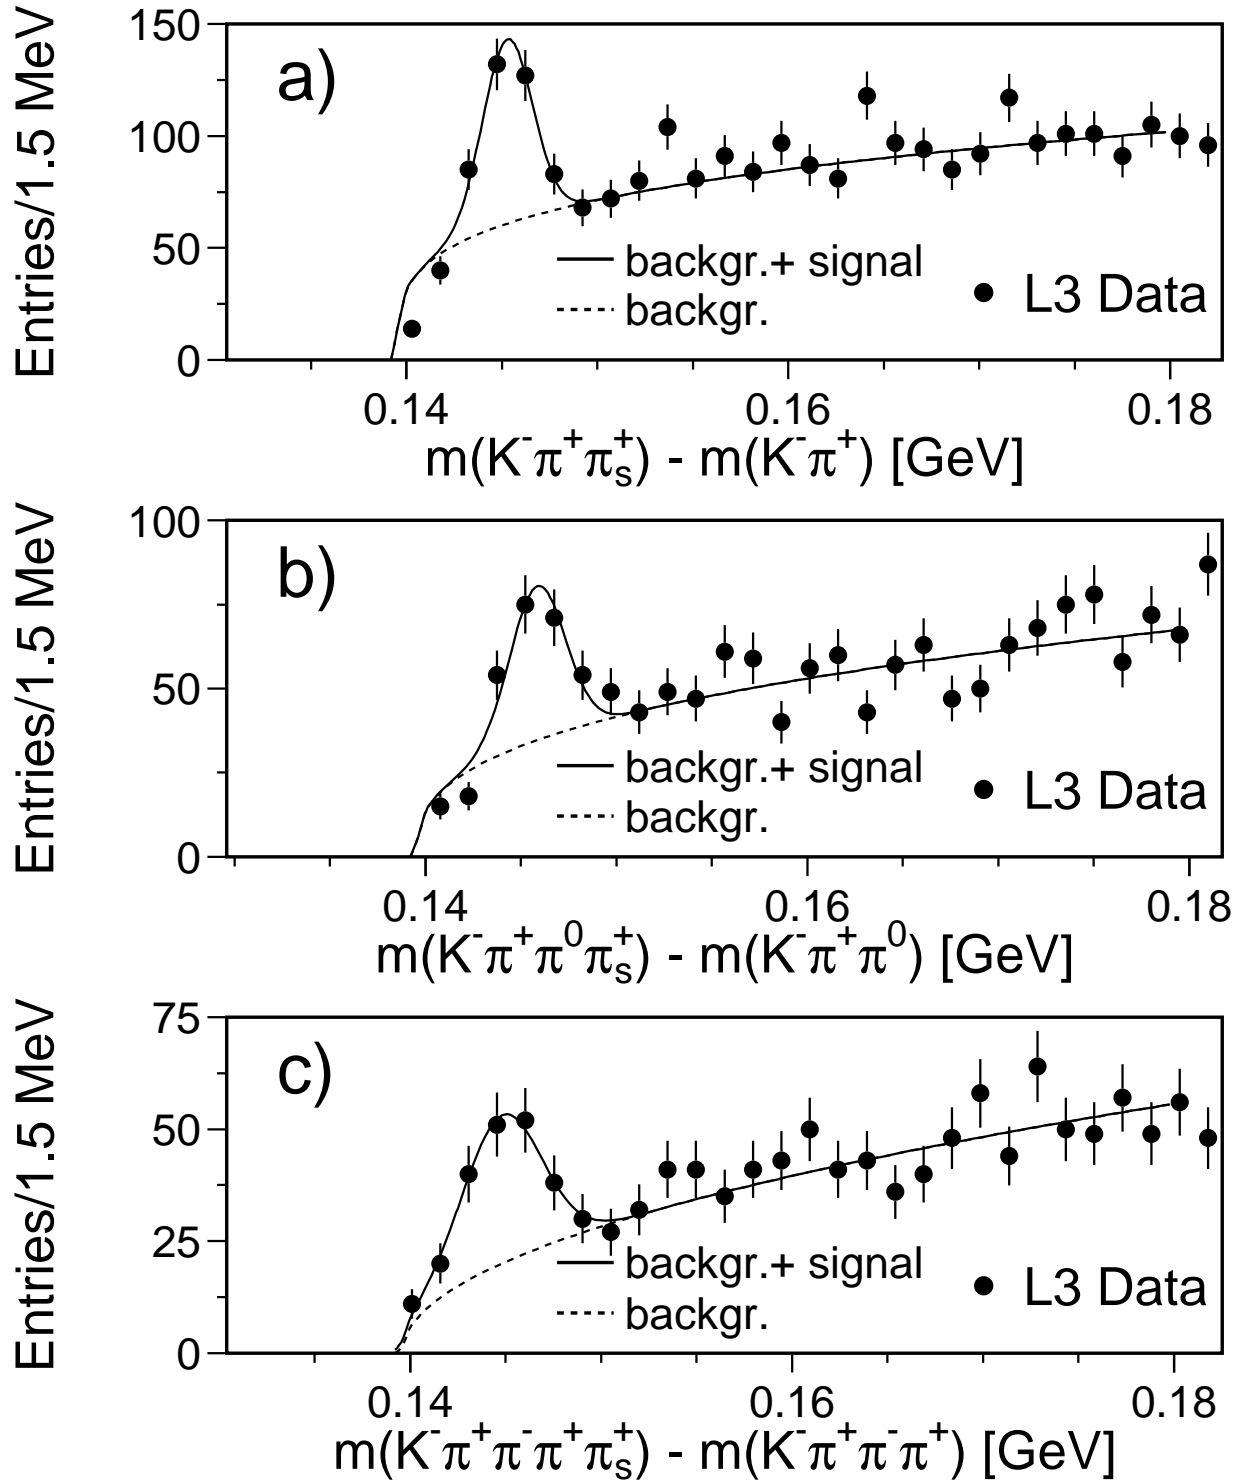 Entries/1.5 MeV
150
100
50
0
a)
backgr.+ signal
backgr.
L3 Data
0.14 0.16 0.18
m(K⁻π⁺πₛ⁺) - m(K⁻π⁺) [GeV]
Entries/1.5 MeV
100
50
0
b)
backgr.+ signal
backgr.
L3 Data
0.14 0.16 0.18
m(K⁻π⁺π⁰πₛ⁺) - m(K⁻π⁺π⁰) [GeV]
Entries/1.5 MeV
75
50
25
0
c)
backgr.+ signal
backgr.
L3 Data
0.14 0.16 0.18
m(K⁻π⁺π⁻π⁺πₛ⁺) - m(K⁻π⁺π⁻π⁺) [GeV]